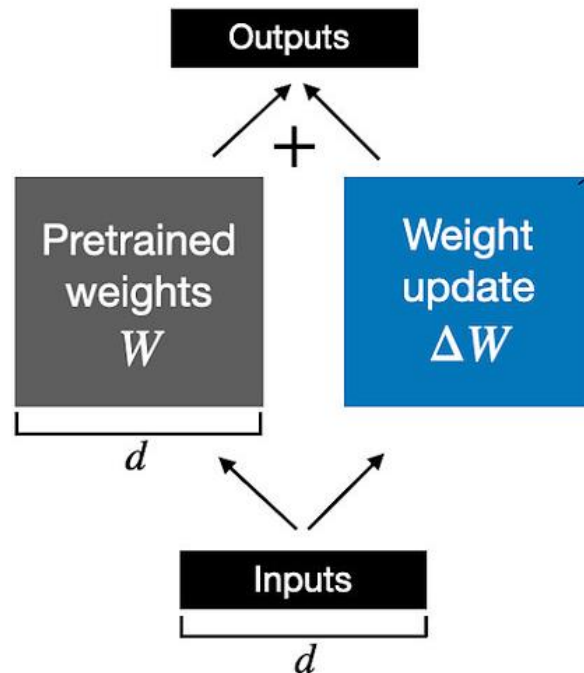 Outputs
+
Pretrained
weights
W
Weight
update
ΔW
d
Inputs
d